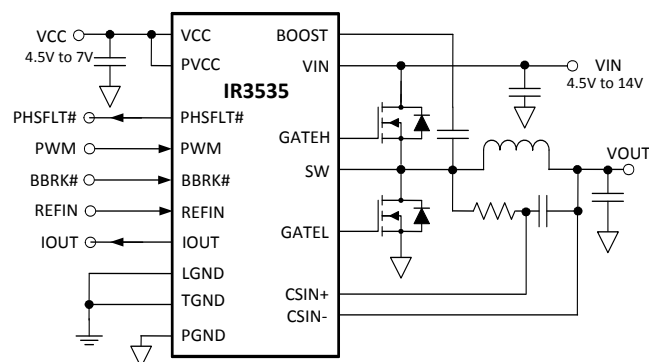 VCC
4.5V to 7V
PHSFLT#
PWM
BBRK#
REFIN
IOUT
VCC
PVCC
IR3535
PHSFLT#
PWM
BBRK#
REFIN
IOUT
LGND
TGND
PGND
BOOST
VIN
GATEH
SW
GATEL
CSIN+
CSIN-
VIN
4.5V to 14V
VOUT